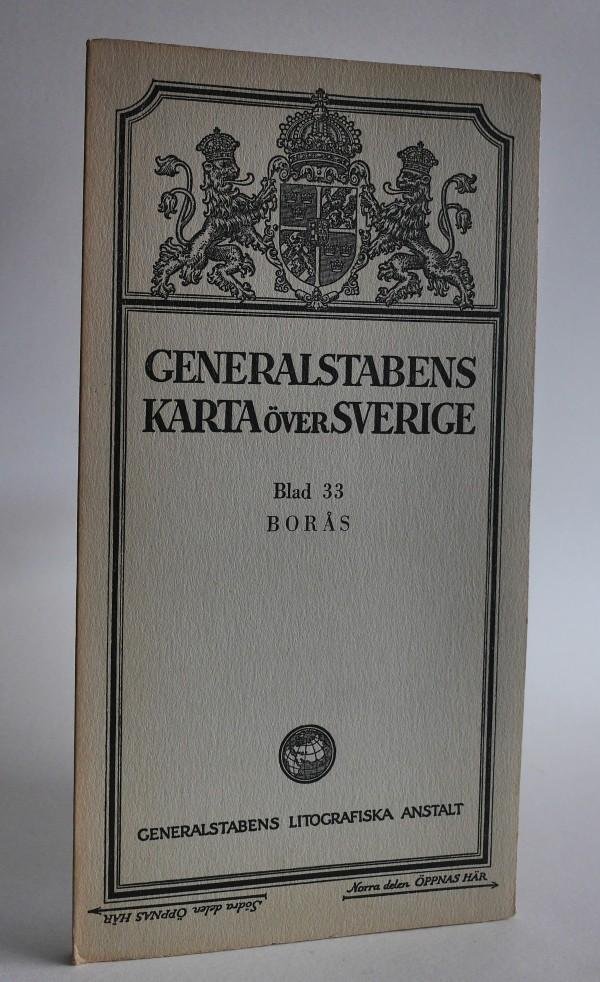 GENERALSTABENS
KARTA ÖVER SVERIGE
Blad 33
BORÅS
GENERALSTABENS LITOGRAFISKA ANSTALT
Norra delen ÖPPNAS HÄR
Södra delen ÖPPNAS HÄR